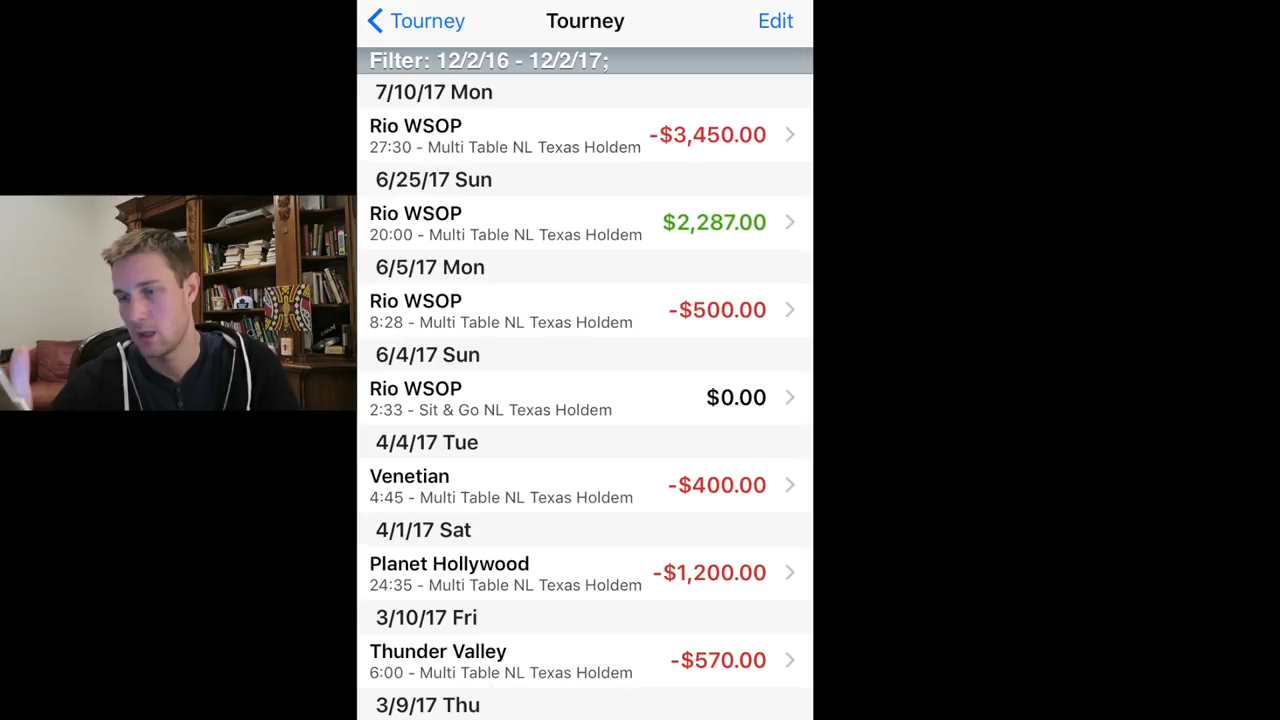 Tourney
Tourney
Edit
Filter: 12/2/16 - 12/2/17;
7/10/17 Mon
Rio WSOP
-$3,450.00
27:30 - Multi Table NL Texas Holdem
6/25/17 Sun
Rio WSOP
$2,287.00
20:00 - Multi Table NL Texas Holdem
6/5/17 Mon
Rio WSOP
-$500.00
8:28 - Multi Table NL Texas Holdem
6/4/17 Sun
Rio WSOP
$0.00
2:33 - Sit & Go NL Texas Holdem
4/4/17 Tue
Venetian
-$400.00
4:45 - Multi Table NL Texas Holdem
4/1/17 Sat
Planet Hollywood
-$1,200.00
24:35 - Multi Table NL Texas Holdem
3/10/17 Fri
Thunder Valley
-$570.00
6:00 - Multi Table NL Texas Holdem
3/9/17 Thu